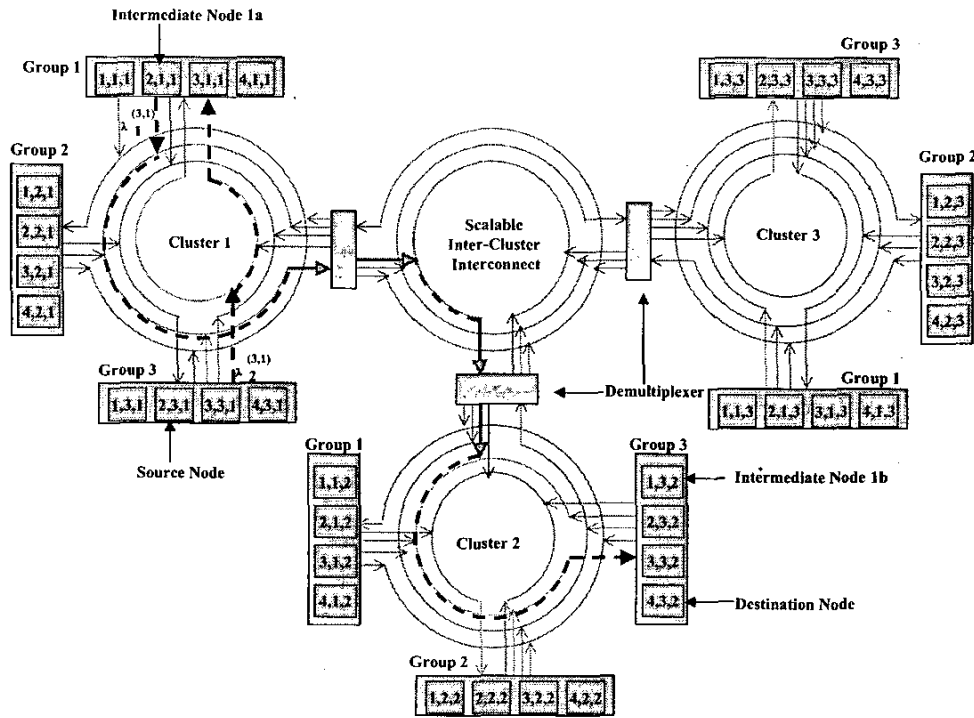 Intermediate Node 1a
Group 1
1,1,1 2,1,1 3,1,1 4,1,1
λ 1 (3,1)
Group 2
1,2,1
2,2,1
3,2,1
4,2,1
Cluster 1
Group 3
λ 2 (3,1)
1,3,1 2,3,1 3,3,1 4,3,1
Source Node
Scalable
Inter-Cluster
Interconnect
Group 3
1,3,3 2,3,3 3,3,3 4,3,3
Group 2
1,2,3
2,2,3
3,2,3
4,2,3
Cluster 3
Group 1
1,1,3 2,1,3 3,1,3 4,1,3
Demultiplexer
Group 1
1,1,2
2,1,2
3,1,2
4,1,2
Cluster 2
Group 3
1,3,2
2,3,2
3,3,2
4,3,2
Intermediate Node 1b
Destination Node
Group 2
1,2,2 2,2,2 3,2,2 4,2,2